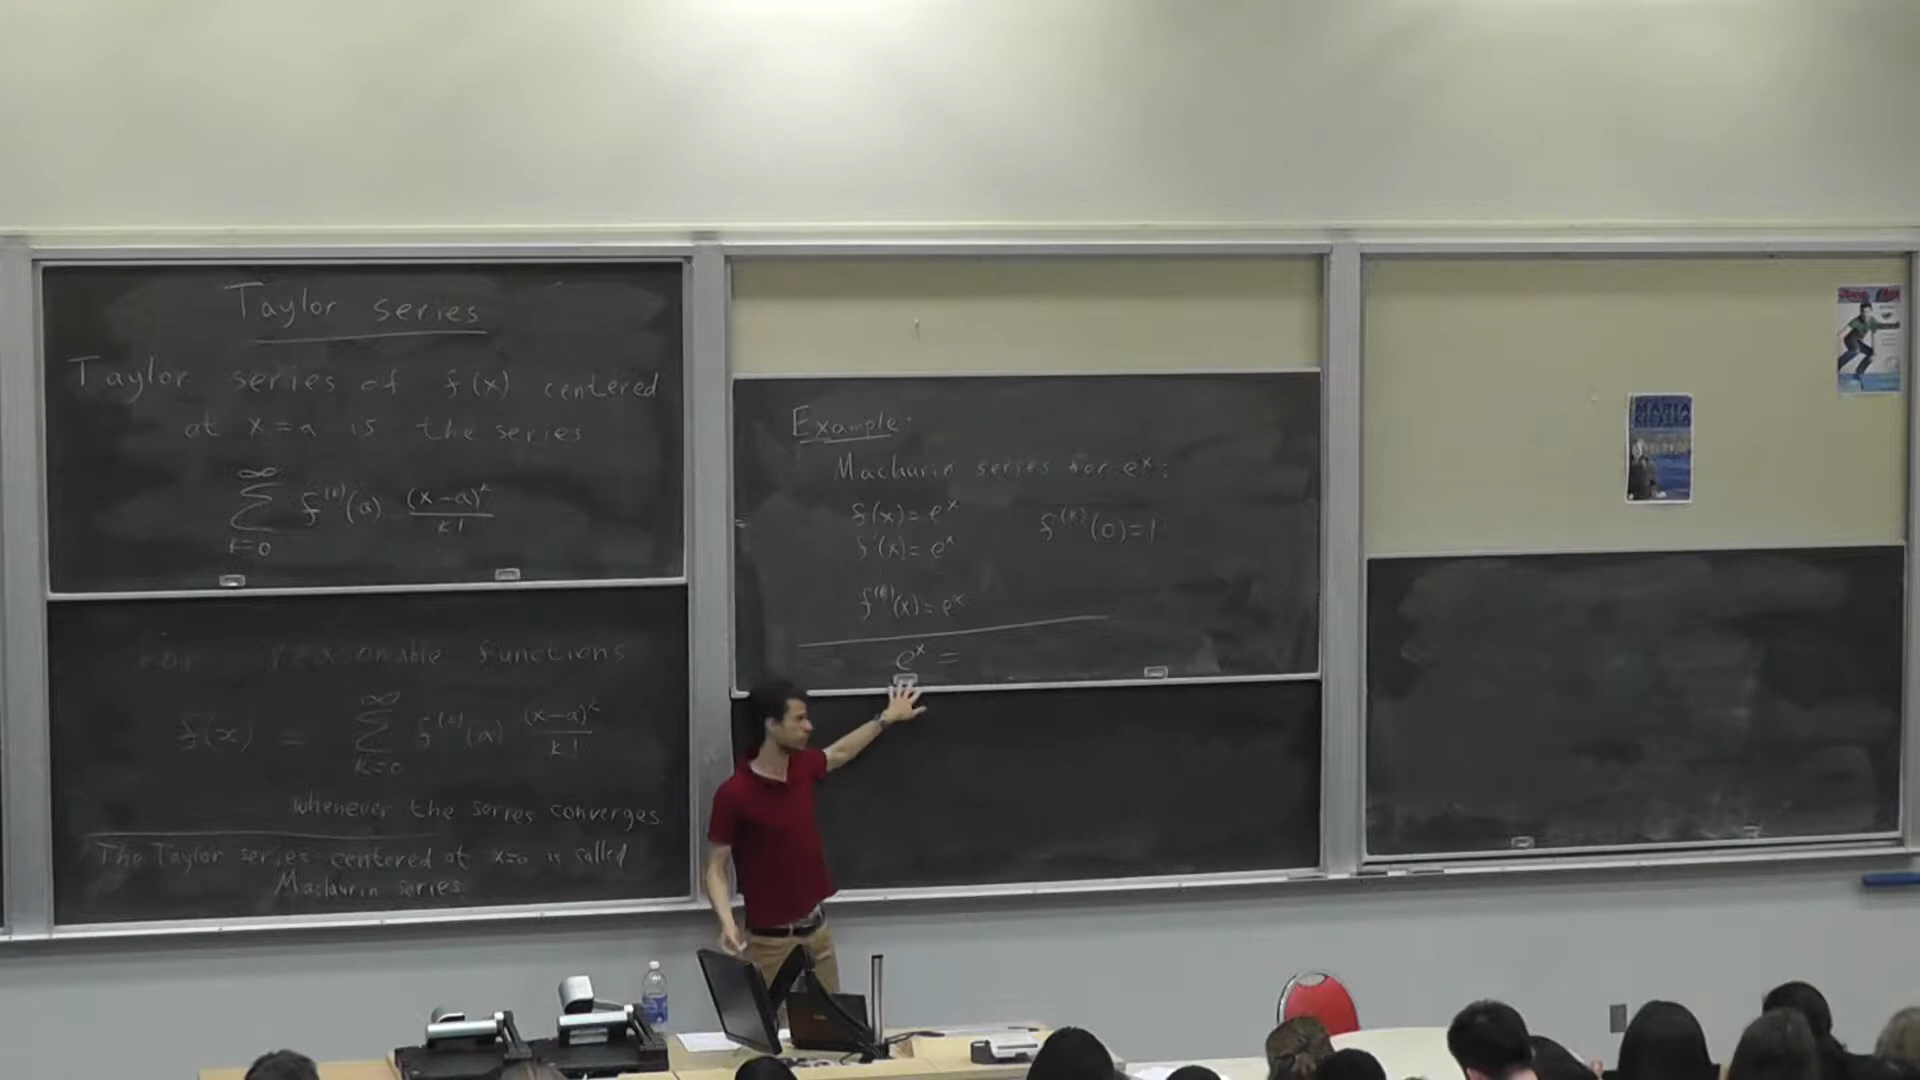 Taylor series
Taylor series of f(x) centered
at x=a is the series
∞
∑ f^(k)(a) (x-a)^k / k!
k=0
For reasonable functions
∞
f(x) = ∑ f^(k)(a) (x-a)^k / k!
k=0
whenever the series converges
The Taylor series centered at x=0 is called
Maclaurin series
Example:
Maclaurin series for e^x:
f(x)=e^x
f'(x)=e^x
f^(k)(x)=e^x
f^(k)(0)=1
e^x =
MARIA